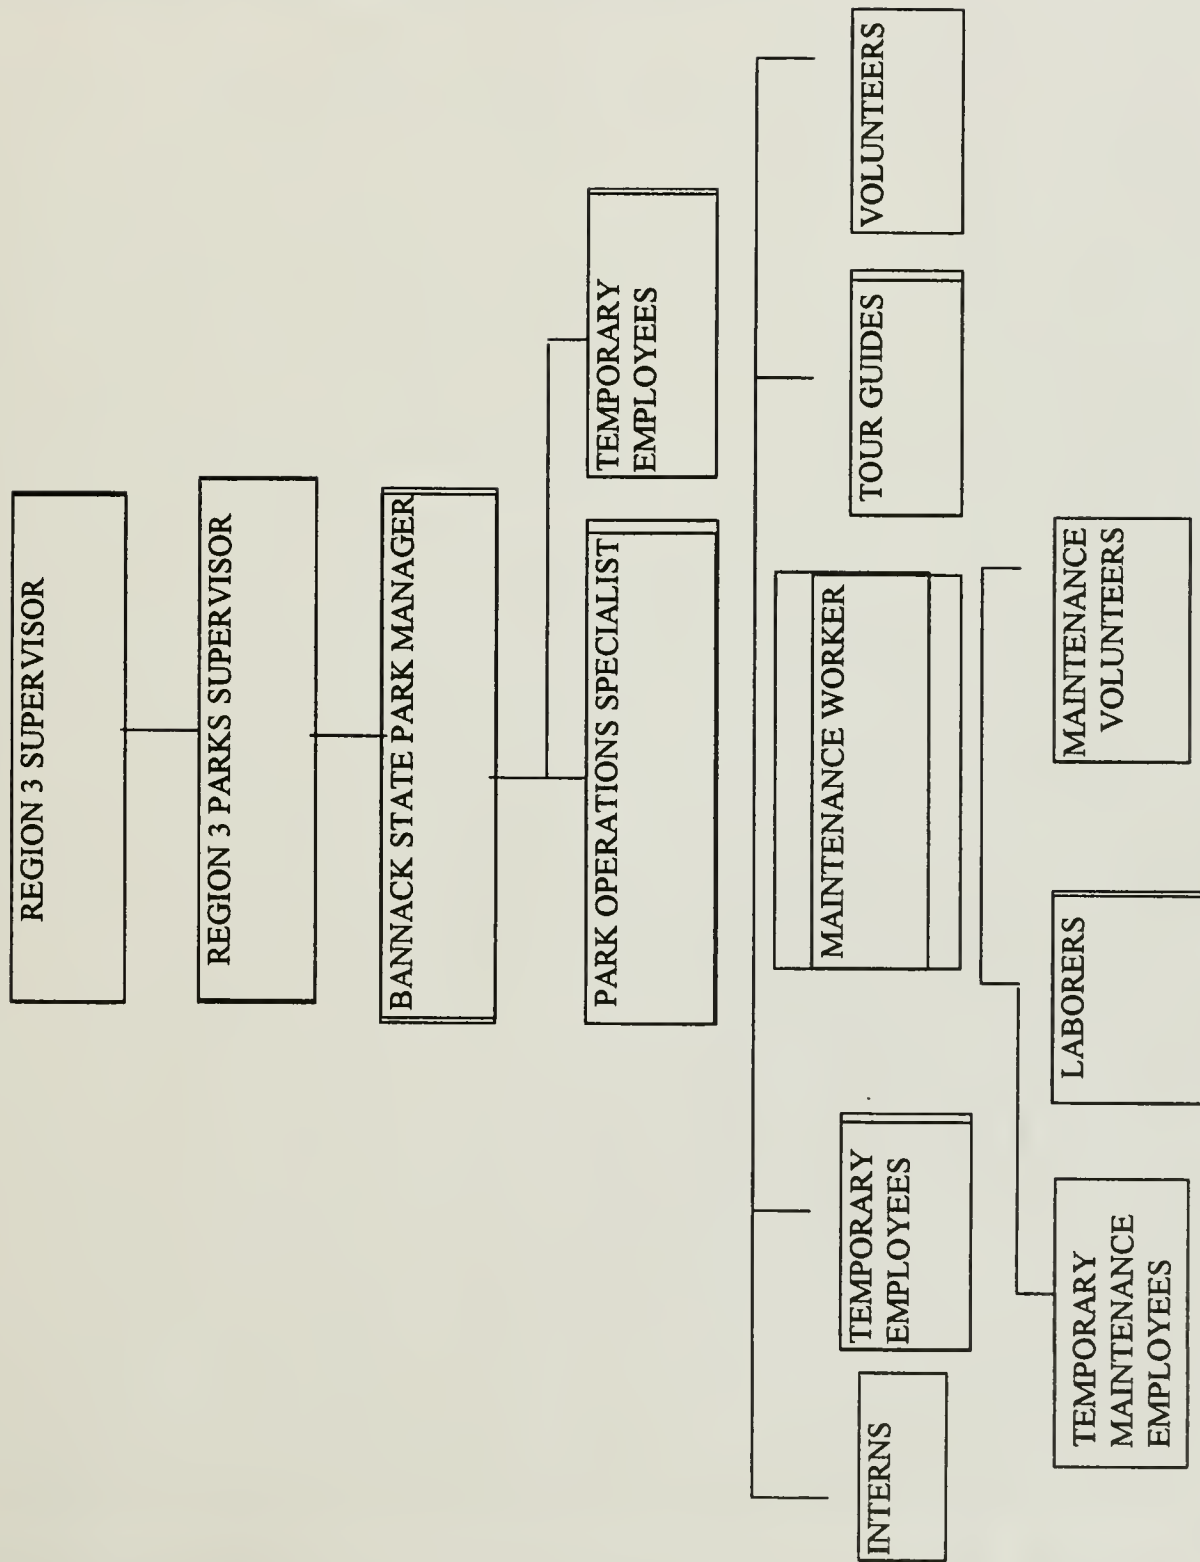 REGION 3 SUPERVISOR
REGION 3 PARKS SUPERVISOR
BANNACK STATE PARK MANAGER
PARK OPERATIONS SPECIALIST
TEMPORARY
EMPLOYEES
INTERNS
TEMPORARY
EMPLOYEES
MAINTENANCE WORKER
TOUR GUIDES
VOLUNTEERS
TEMPORARY
MAINTENANCE
EMPLOYEES
LABORERS
MAINTENANCE
VOLUNTEERS